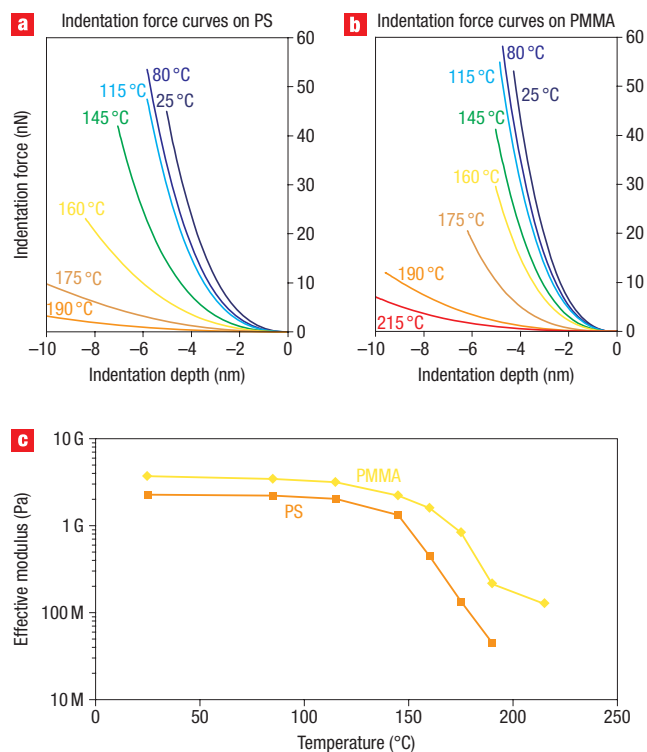 a Indentation force curves on PS
80 °C
115 °C
25 °C
145 °C
160 °C
175 °C
190 °C
60
50
40
30
20
10
0
–10 –8 –6 –4 –2 0
Indentation force (nN)
Indentation depth (nm)
b Indentation force curves on PMMA
80 °C
115 °C
25 °C
145 °C
160 °C
175 °C
190 °C
215 °C
60
50
40
30
20
10
0
–10 –8 –6 –4 –2 0
Indentation depth (nm)
c
10 G
1 G
100 M
10 M
Effective modulus (Pa)
PMMA
PS
0 50 100 150 200 250
Temperature (°C)